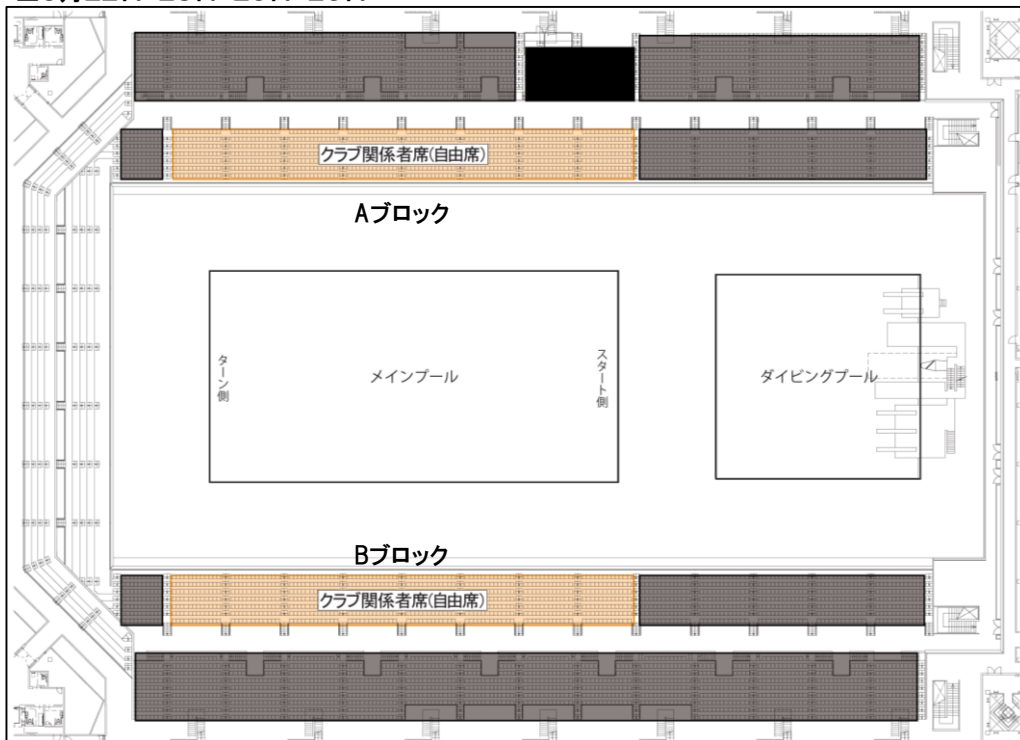 クラブ関係者席(自由席)
Aブロック
ターン側
メインプール
スタート側
ダイビングプール
Bブロック
クラブ関係者席(自由席)